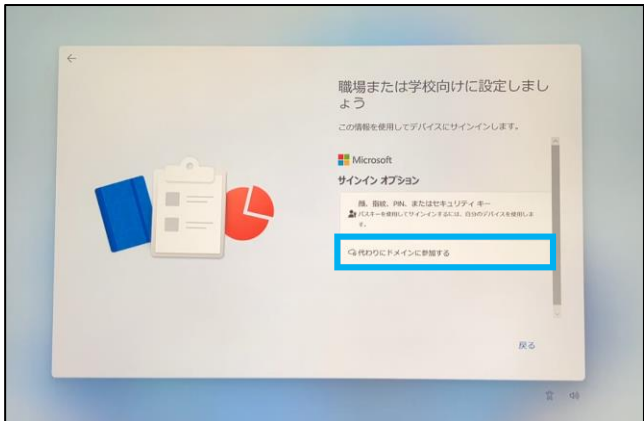 職場または学校向けに設定しまし
ょう
この情報を使用してデバイスにサインインします。
Microsoft
サインイン オプション
顔、指紋、PIN、またはセキュリティ キー
パスキーを使用してサインインするには、自分のデバイスを使用しま
す。
代わりにドメインに参加する
戻る